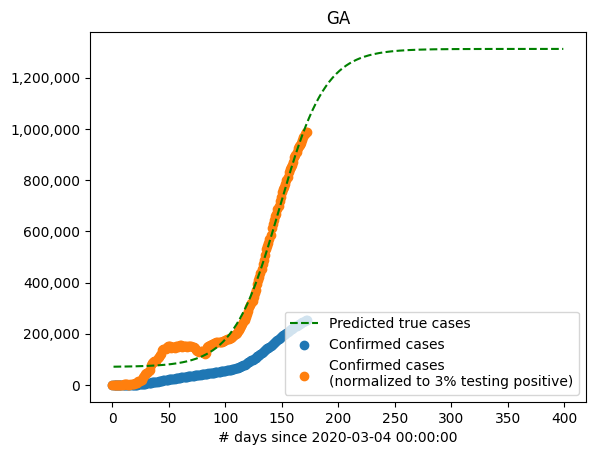 GA
1,200,000
1,000,000
800,000
600,000
400,000
200,000
0
Predicted true cases
Confirmed cases
Confirmed cases
(normalized to 3% testing positive)
0 50 100 150 200 250 300 350 400
# days since 2020-03-04 00:00:00